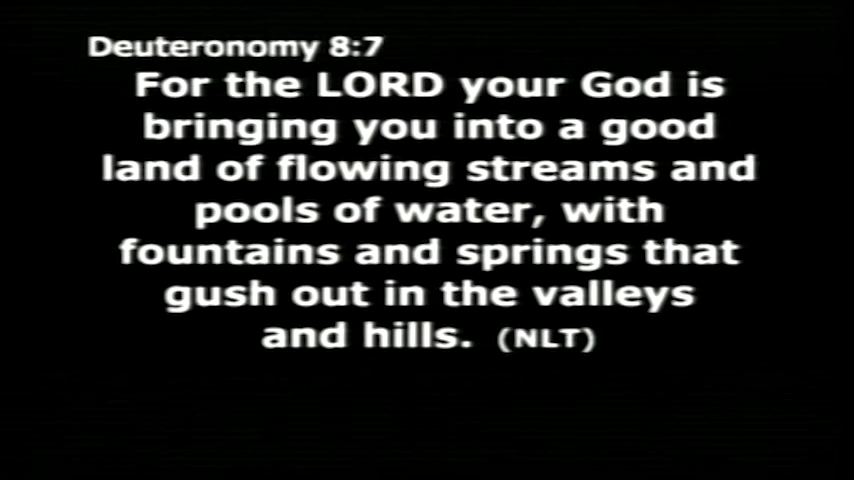 Deuteronomy 8:7
For the LORD your God is
bringing you into a good
land of flowing streams and
pools of water, with
fountains and springs that
gush out in the valleys
and hills. (NLT)